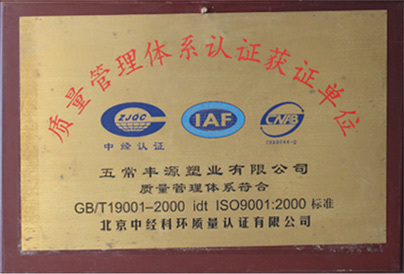 质量管理体系认证获证单位
ZJQC
IAF
CNAB
中经认证
五常丰源塑业有限公司
质量管理体系符合
GB/T19001-2000 idt ISO9001:2000 标准
北京中经科环质量认证有限公司